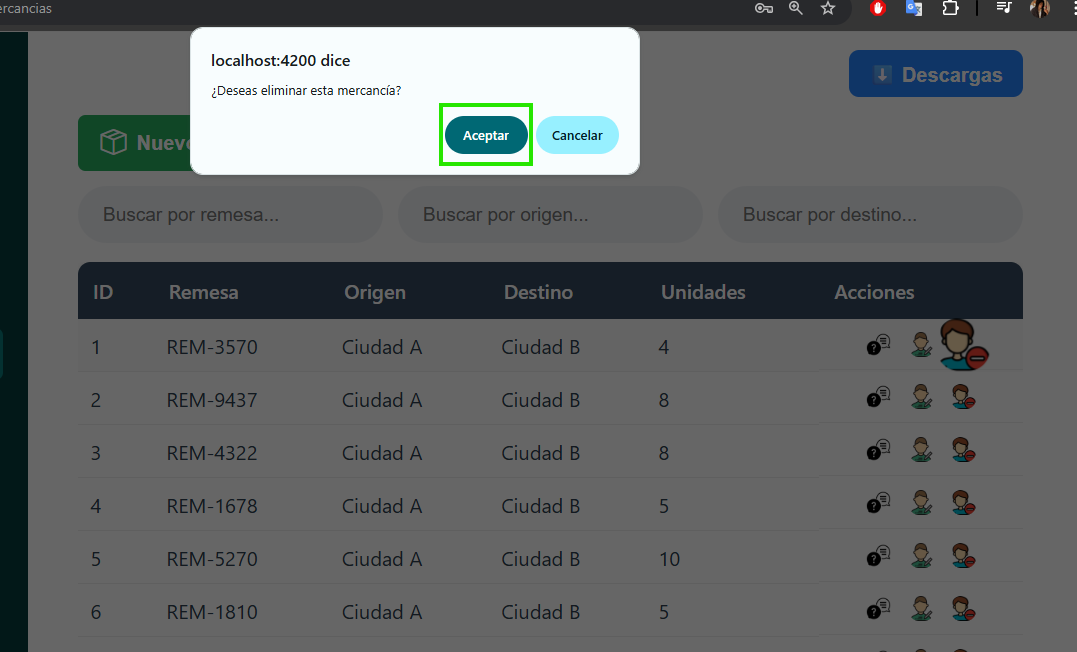 ercancias
localhost:4200 dice
¿Deseas eliminar esta mercancía?
Aceptar Cancelar
Descargas
Nuev
Buscar por remesa... Buscar por origen... Buscar por destino...
ID Remesa Origen Destino Unidades Acciones
1 REM-3570 Ciudad A Ciudad B 4
2 REM-9437 Ciudad A Ciudad B 8
3 REM-4322 Ciudad A Ciudad B 8
4 REM-1678 Ciudad A Ciudad B 5
5 REM-5270 Ciudad A Ciudad B 10
6 REM-1810 Ciudad A Ciudad B 5